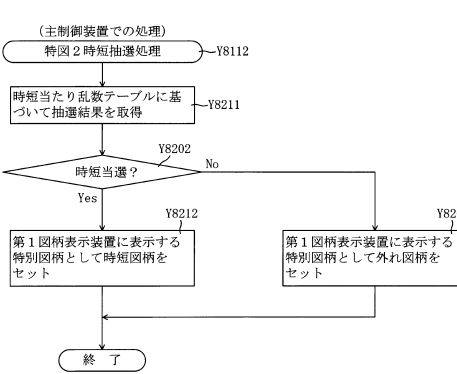 (主制御装置での処理)
特図２時短抽選処理
Y8112
時短当たり乱数テーブルに基
づいて抽選結果を取得
Y8211
Y8202
時短当選？
No
Yes
Y8212
第１図柄表示装置に表示する
特別図柄として時短図柄を
セット
第１図柄表示装置に表示する
特別図柄として外れ図柄を
セット
終 了